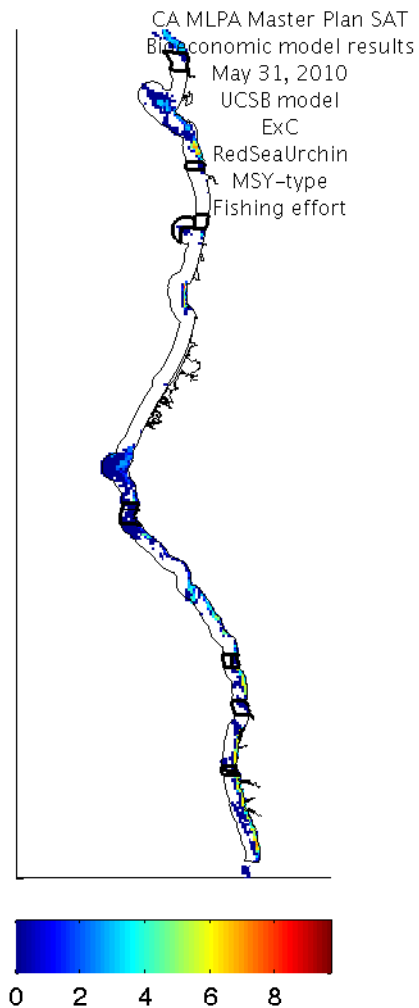 CA MLPA Master Plan SAT
Bioeconomic model results
May 31, 2010
UCSB model
ExC
RedSeaUrchin
MSY-type
Fishing effort
0 2 4 6 8